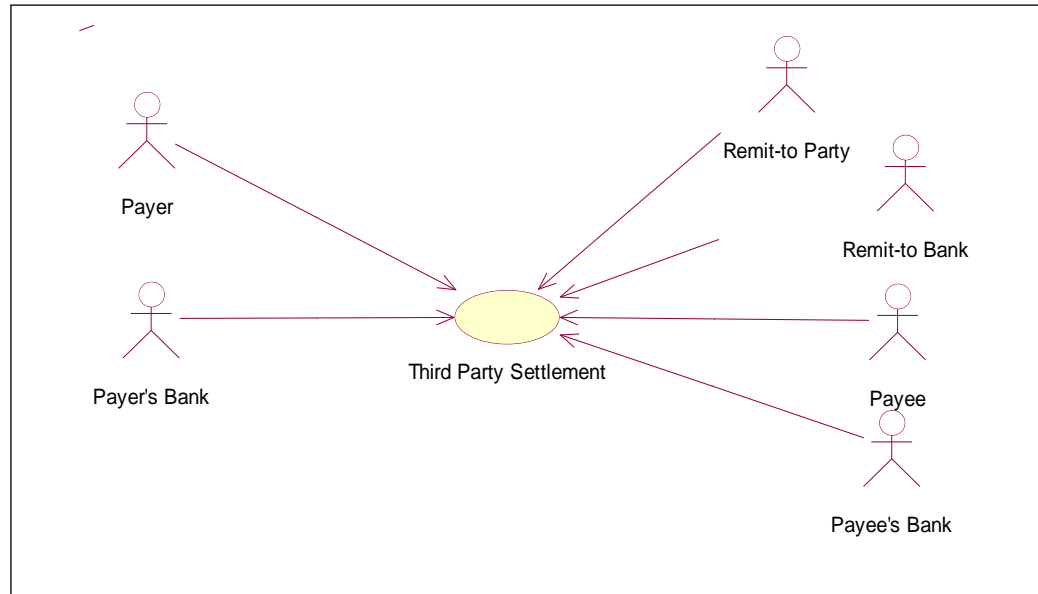 Remit-to Party
Payer
Remit-to Bank
Third Party Settlement
Payer's Bank
Payee
Payee's Bank